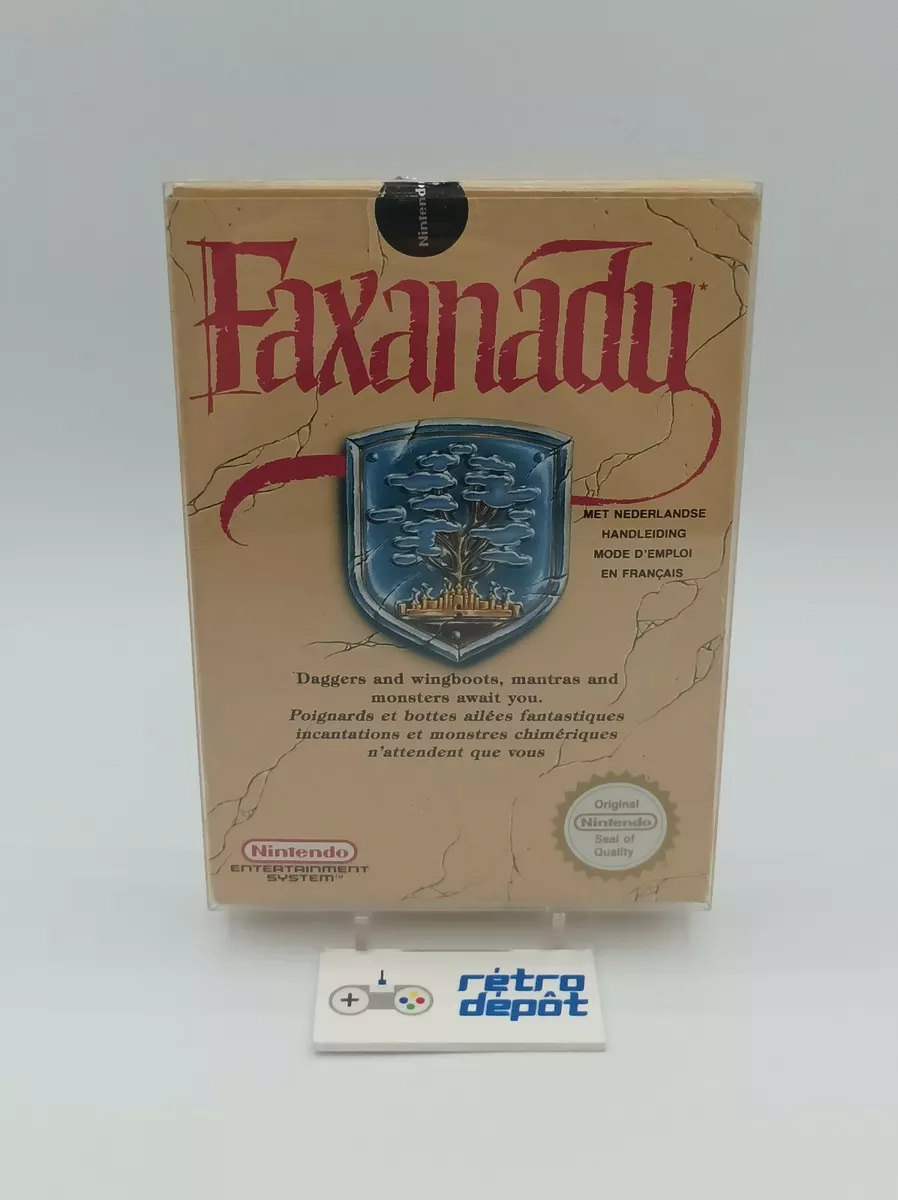 Nintendo
Faxanadu*
MET NEDERLANDSE
HANDLEIDING
MODE D'EMPLOI
EN FRANÇAIS
Daggers and wingboots, mantras and
monsters await you.
Poignards et bottes ailées fantastiques
incantations et monstres chimériques
n'attendent que vous
Original
Nintendo
Seal of
Quality
Nintendo
ENTERTAINMENT
SYSTEM™
rétro
dépôt